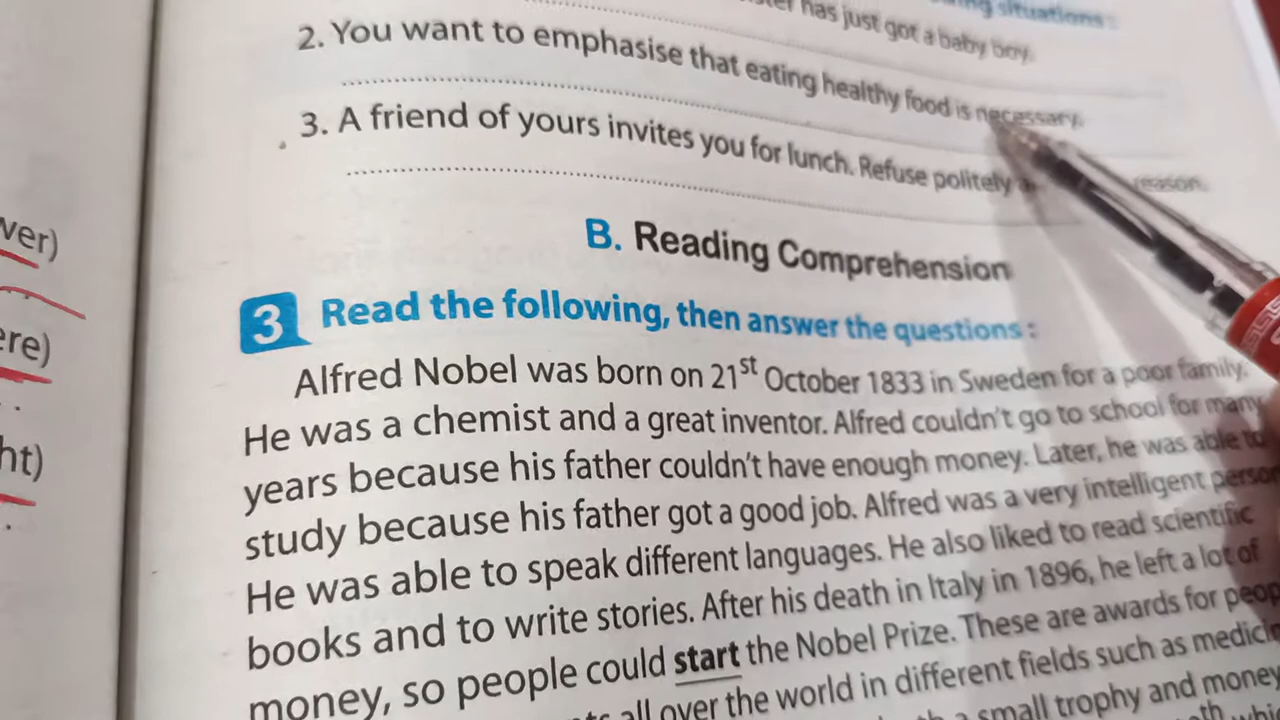 ing situations :
has just got a baby boy.
2. You want to emphasise that eating healthy food is necessary.
3. A friend of yours invites you for lunch. Refuse politely reason.
B. Reading Comprehension
3 Read the following, then answer the questions :
Alfred Nobel was born on 21st October 1833 in Sweden for a poor family.
He was a chemist and a great inventor. Alfred couldn't go to school for many
years because his father couldn't have enough money. Later, he was able to
study because his father got a good job. Alfred was a very intelligent person
He was able to speak different languages. He also liked to read scientific
books and to write stories. After his death in Italy in 1896, he left a lot of
money, so people could start the Nobel Prize. These are awards for peop
all over the world in different fields such as medicin
a small trophy and money
ver)
ere)
ht)